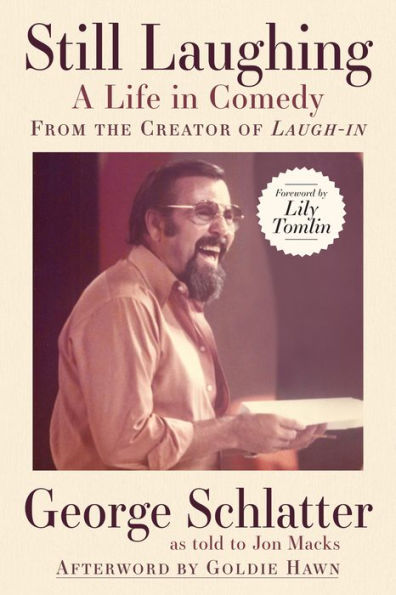 Still Laughing
A Life in Comedy
FROM THE CREATOR OF LAUGH-IN
Foreword by
Lily
Tomlin
George Schlatter
as told to Jon Macks
AFTERWORD BY GOLDIE HAWN